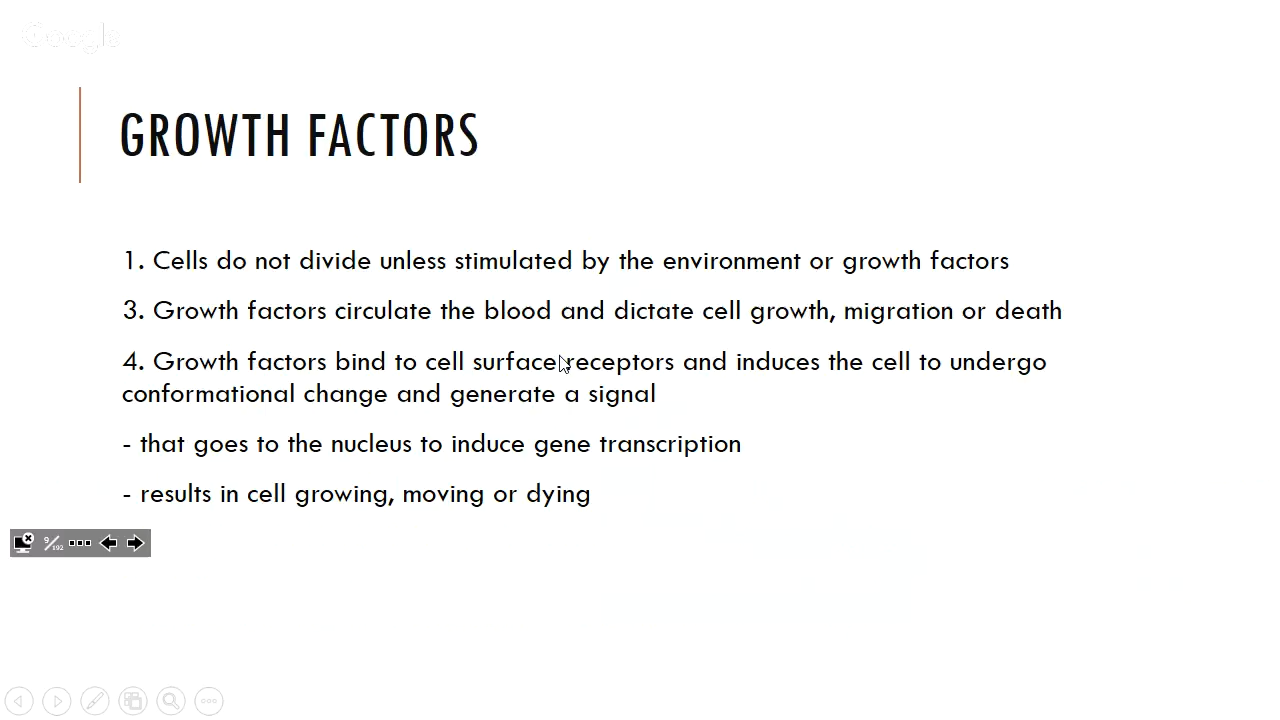 Google
GROWTH FACTORS
1. Cells do not divide unless stimulated by the environment or growth factors
3. Growth factors circulate the blood and dictate cell growth, migration or death
4. Growth factors bind to cell surface receptors and induces the cell to undergo
conformational change and generate a signal
- that goes to the nucleus to induce gene transcription
- results in cell growing, moving or dying
9/192